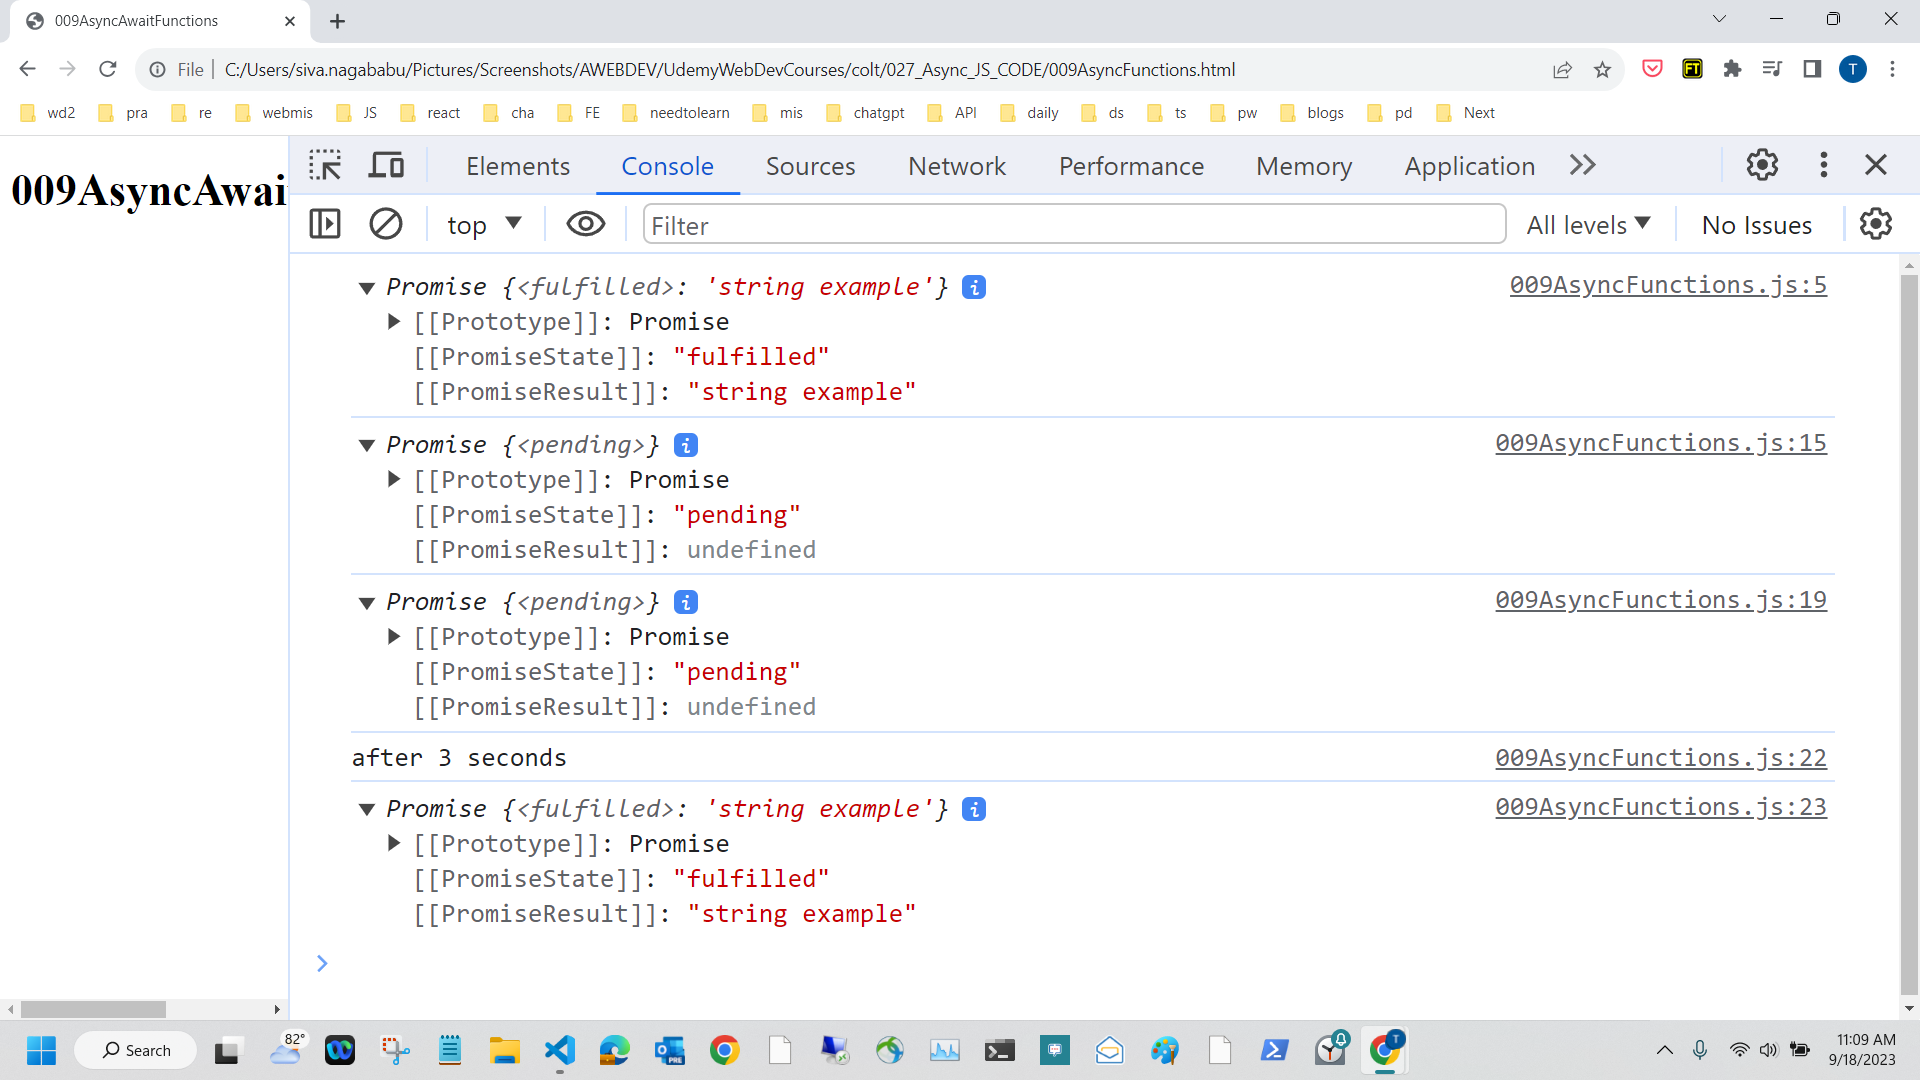 009AsyncAwaitFunctions
File
C:/Users/siva.nagababu/Pictures/Screenshots/AWEBDEV/UdemyWebDevCourses/colt/027_Async_JS_CODE/009AsyncFunctions.html
FT
T
wd2 pra re webmis JS react cha FE needtolearn mis chatgpt API daily ds ts pw blogs pd Next
009AsyncAwai
Elements Console Sources Network Performance Memory Application
top Filter All levels No Issues
Promise {<fulfilled>: 'string example'} i 009AsyncFunctions.js:5
[[Prototype]]: Promise
[[PromiseState]]: "fulfilled"
[[PromiseResult]]: "string example"
Promise {<pending>} i 009AsyncFunctions.js:15
[[Prototype]]: Promise
[[PromiseState]]: "pending"
[[PromiseResult]]: undefined
Promise {<pending>} i 009AsyncFunctions.js:19
[[Prototype]]: Promise
[[PromiseState]]: "pending"
[[PromiseResult]]: undefined
after 3 seconds 009AsyncFunctions.js:22
Promise {<fulfilled>: 'string example'} i 009AsyncFunctions.js:23
[[Prototype]]: Promise
[[PromiseState]]: "fulfilled"
[[PromiseResult]]: "string example"
Search
82°
PRE
T
11:09 AM
9/18/2023